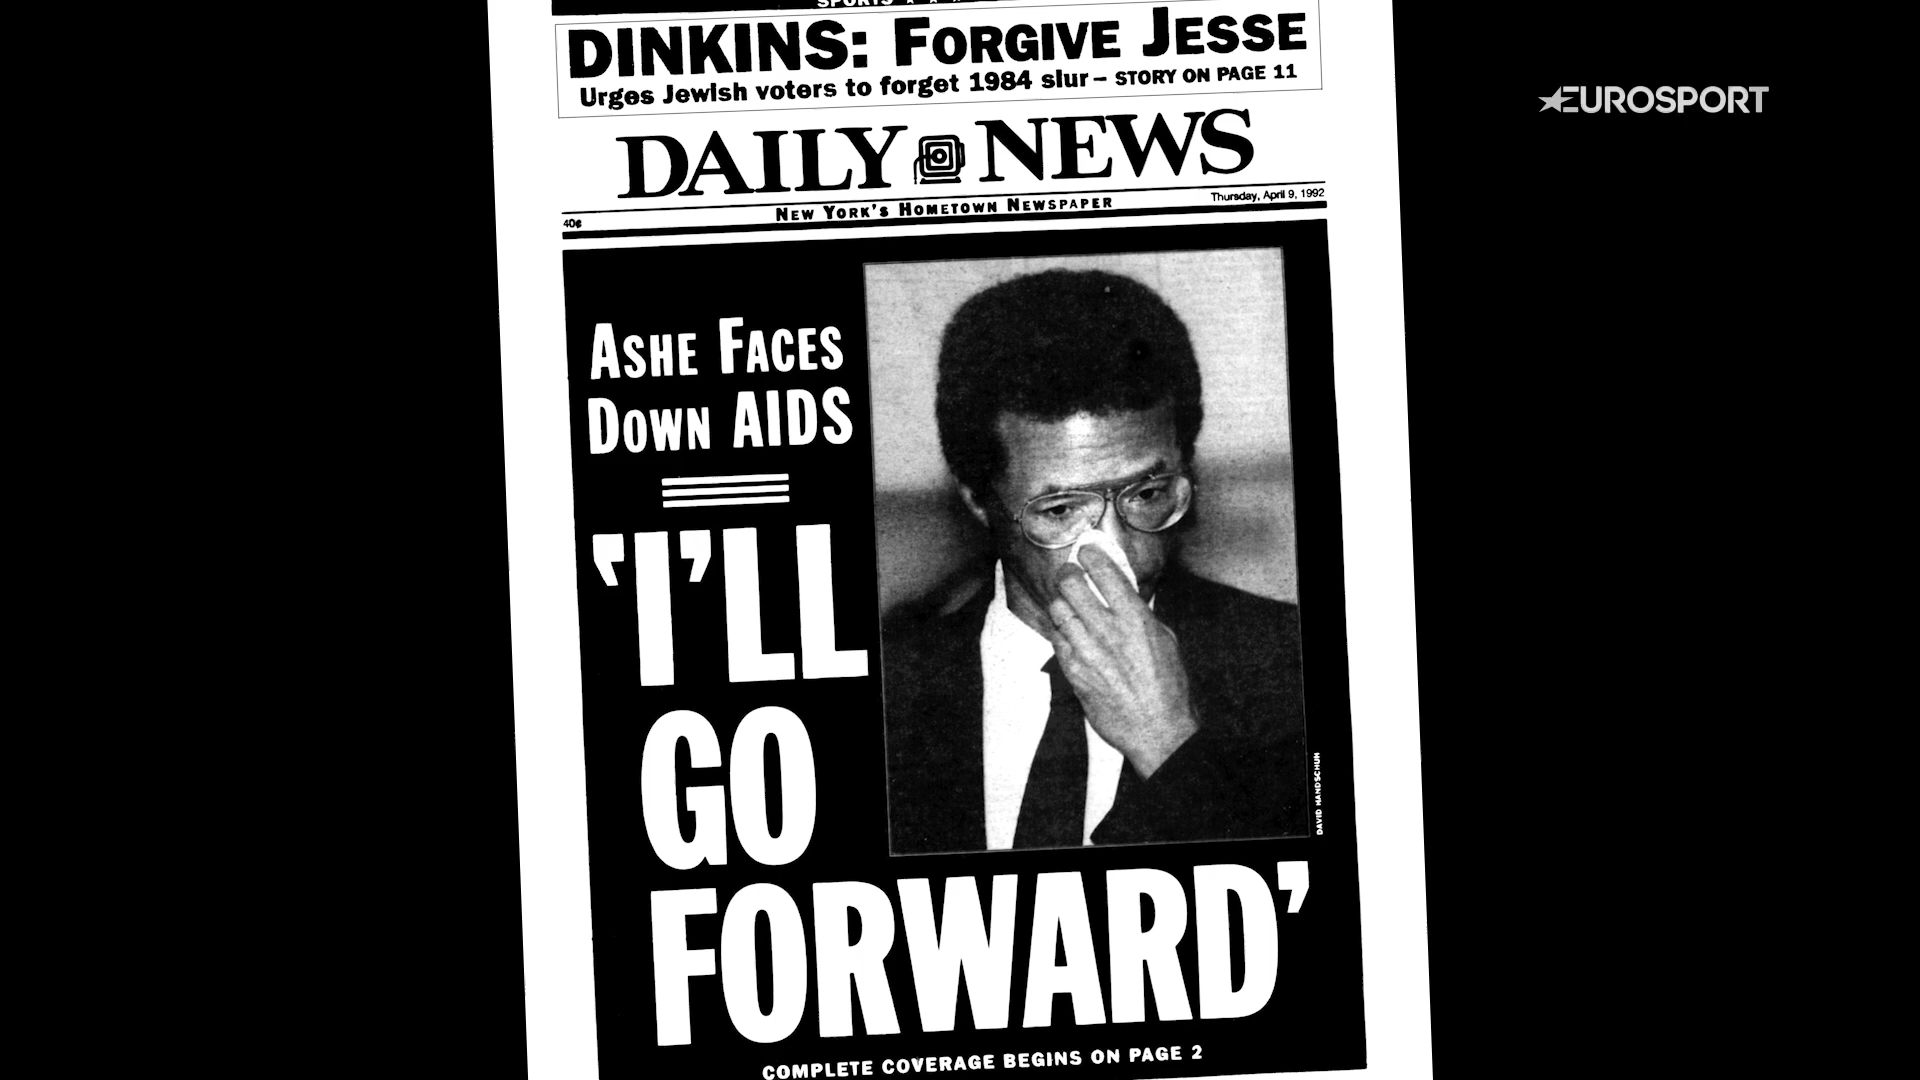 SPORTS
DINKINS: FORGIVE JESSE
Urges Jewish voters to forget 1984 slur – STORY ON PAGE 11
EUROSPORT
DAILY NEWS
40¢
NEW YORK'S HOMETOWN NEWSPAPER
Thursday, April 9, 1992
ASHE FACES
DOWN AIDS
‘I’LL
GO
FORWARD’
DAVID HANDSCHUH
COMPLETE COVERAGE BEGINS ON PAGE 2